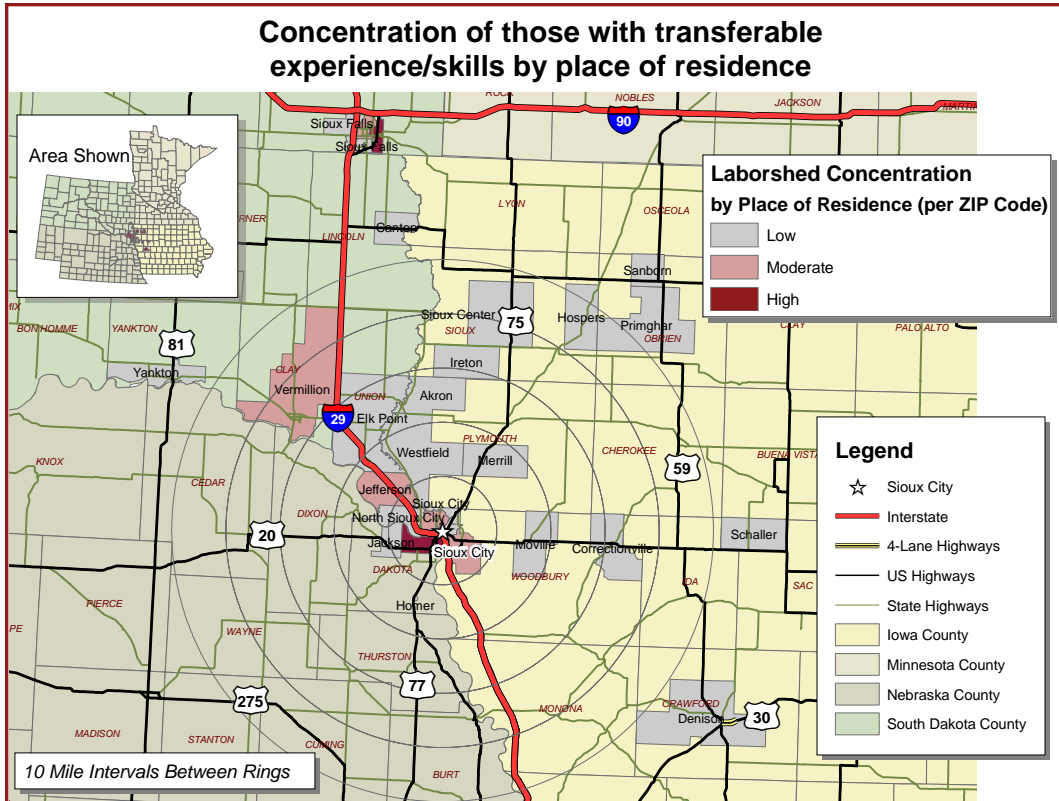 Concentration of those with transferable
experience/skills by place of residence
ROCK
NOBLES
JACKSON
MARTIN
90
Sioux Falls
Sioux Falls
Area Shown
Laborshed Concentration
by Place of Residence (per ZIP Code)
Low
Moderate
High
LYON
OSCEOLA
RNER
LINCOLN
Canton
Sanborn
MIX
BON HOMME
YANKTON
81
Sioux Center
SIOUX
75
Hospers
Primghar
OBRIEN
CLAY
PALO ALTO
Yankton
CLAY
Vermillion
Ireton
UNION
Akron
29
Elk Point
Legend
Sioux City
Interstate
4-Lane Highways
US Highways
State Highways
Iowa County
Minnesota County
Nebraska County
South Dakota County
KNOX
CEDAR
Westfield
PLYMOUTH
Merrill
CHEROKEE
59
BUENA VISTA
Jefferson
Sioux City
DIXON
North Sioux City
20
Jackson
Sioux City
Moville
Correctionville
Schaller
DAKOTA
WOODBURY
IDA
SAC
PIERCE
Homer
PE
WAYNE
THURSTON
77
275
MONONA
CRAWFORD
Denison
30
MADISON
STANTON
CUMING
BURT
10 Mile Intervals Between Rings